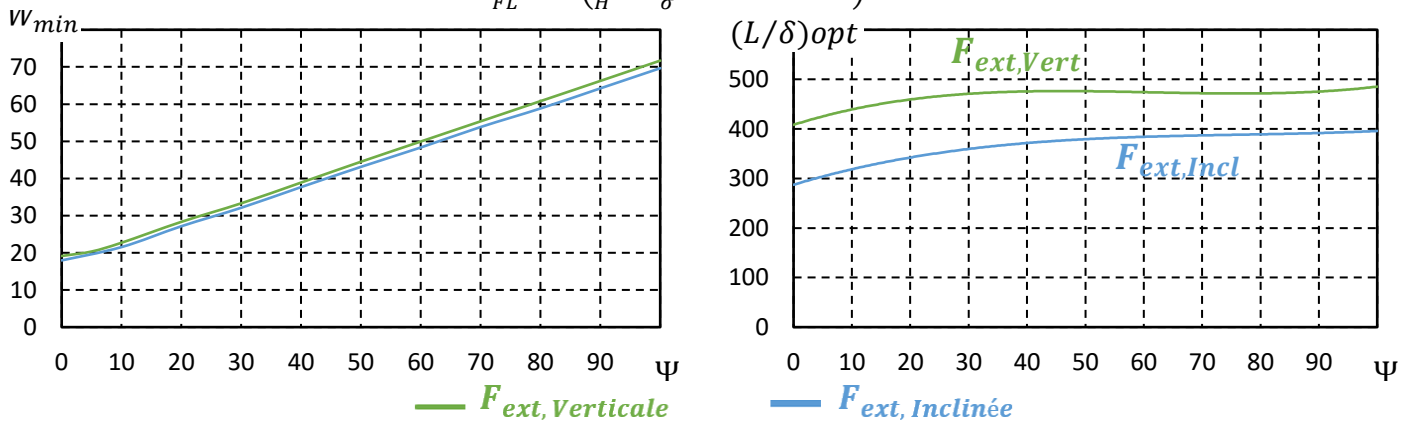 FL (H σ )
W_min
70
60
50
40
30
20
10
0
0 10 20 30 40 50 60 70 80 90 Ψ
(L/δ)opt
F_ext,Vert
500
400
300
200
100
0
F_ext,Incl
0 10 20 30 40 50 60 70 80 90 Ψ
F_ext, Verticale
F_ext, Inclinée